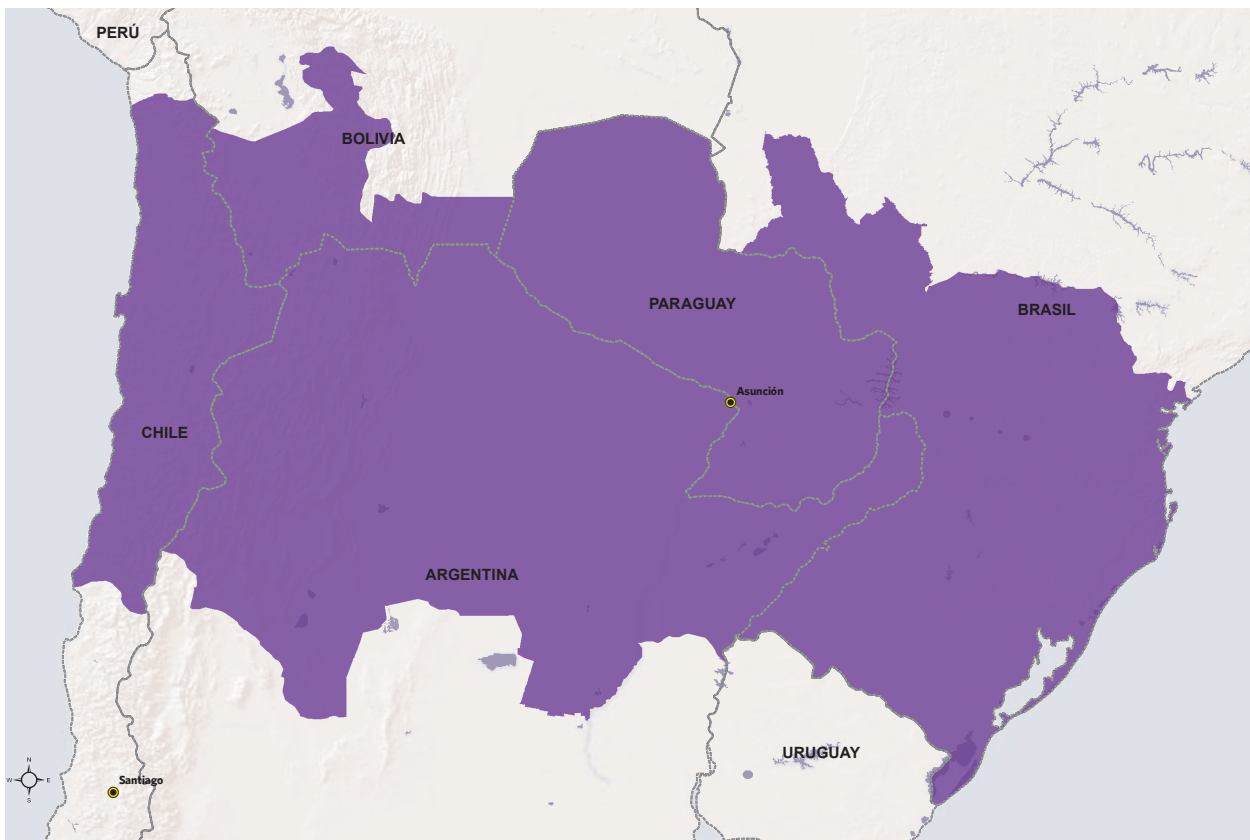 PERÚ
BOLIVIA
PARAGUAY
BRASIL
Asunción
CHILE
ARGENTINA
URUGUAY
N
W
E
S
Santiago